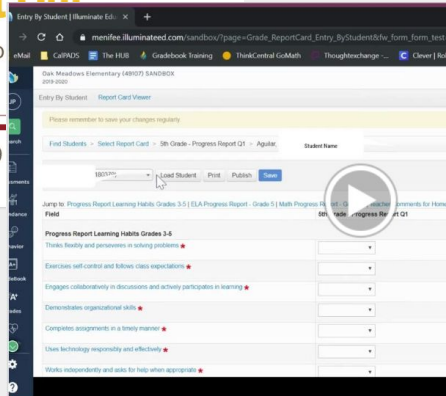 Entry By Student | Illuminate Edu
menifee.illuminateed.com/sandbox/?page=Grade_ReportCard_Entry_ByStudent&fw_form_form_test
eMail CalPADS The HUB Gradebook Training ThinkCentral GoMath Thoughtexchange -... Clever | Ro
Oak Meadows Elementary (49107) SANDBOX
2019-2020
Entry By Student Report Card Viewer
Please remember to save your changes regularly
Find Students - Select Report Card - 5th Grade - Progress Report Q1 - Aguilar, Student Name
Load Student Print Publish Save
Jump to: Progress Report Learning Habits Grades 3-5 | ELA Progress Report - Grade 5 | Math Progress
Field 5th Grade Progress Report Q1
Progress Report Learning Habits Grades 3-5
Thinks flexibly and perseveres in solving problems
Exercises self-control and follows class expectations
Engages collaboratively in discussions and actively participates in learning
Demonstrates organizational skills
Completes assignments in a timely manner
Uses technology responsibly and effectively
Works independently and asks for help when appropriate